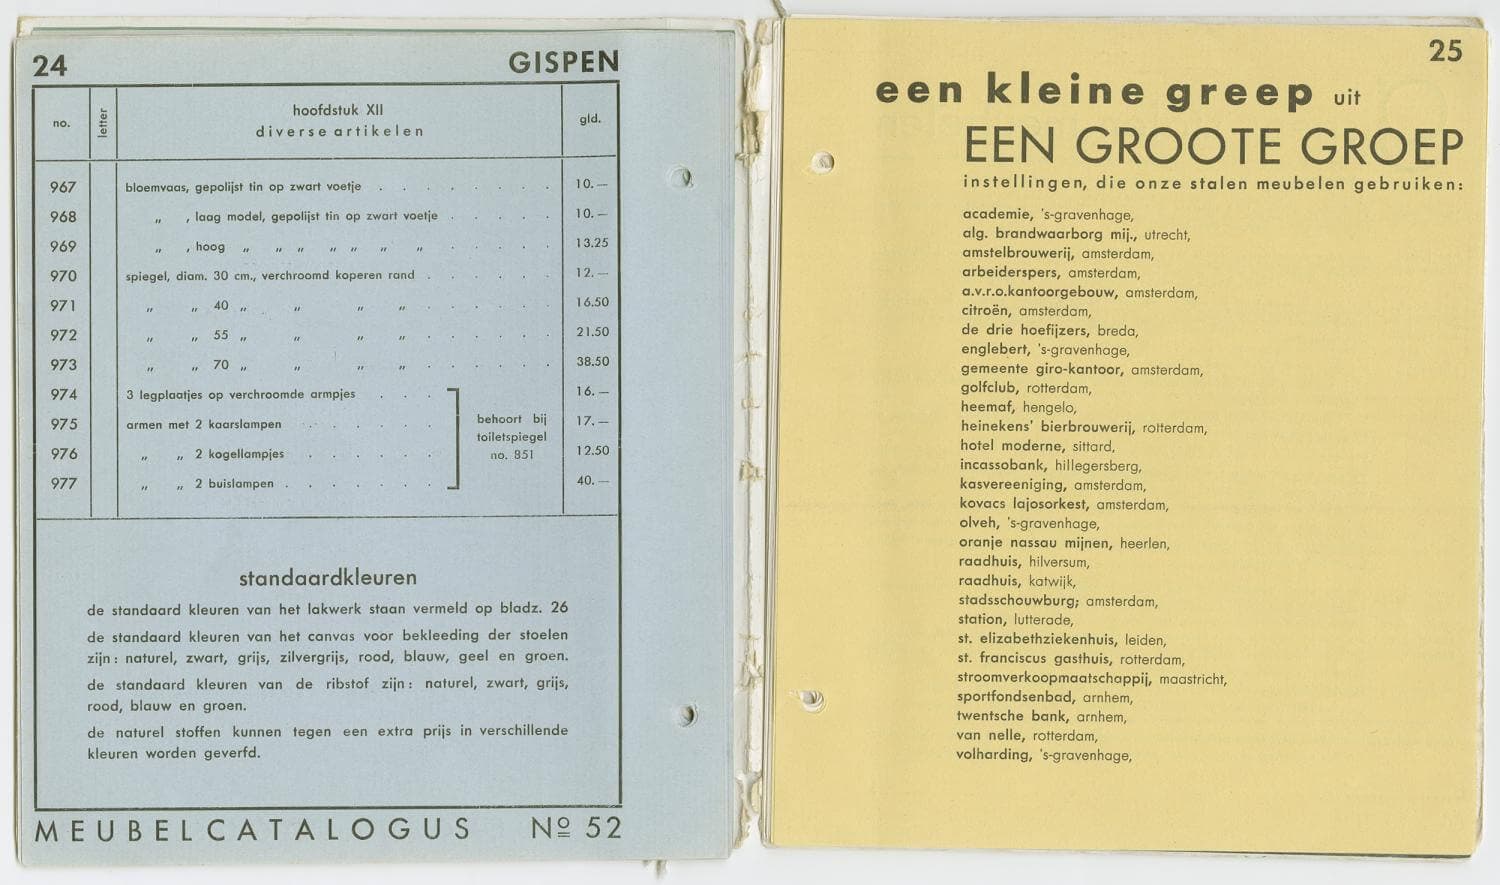 24 GISPEN
no. letter hoofdstuk XII gld.
diverse artikelen
967 bloemvaas, gepolijst tin op zwart voetje . . . . . . . 10.—
968 „ , laag model, gepolijst tin op zwart voetje . . . . 10.—
969 „ , hoog „ „ „ „ „ „ „ . . . . 13.25
970 spiegel, diam. 30 cm., verchroomd koperen rand . . . . . 12.—
971 „ „ 40 „ „ „ „ . . . . . 16.50
972 „ „ 55 „ „ „ „ . . . . . 21.50
973 „ „ 70 „ „ „ „ . . . . . 38.50
974 3 legplaatjes op verchroomde armpjes . . . 16.—
975 armen met 2 kaarslampen . . . . . . 17.—
976 „ „ 2 kogellampjes . . . . . 12.50
977 „ „ 2 buislampen . . . . . . 40.—
behoort bij
toiletspiegel
no. 851
standaardkleuren
de standaard kleuren van het lakwerk staan vermeld op bladz. 26
de standaard kleuren van het canvas voor bekleeding der stoelen
zijn: naturel, zwart, grijs, zilvergrijs, rood, blauw, geel en groen.
de standaard kleuren van de ribstof zijn: naturel, zwart, grijs,
rood, blauw en groen.
de naturel stoffen kunnen tegen een extra prijs in verschillende
kleuren worden geverfd.
MEUBELCATALOGUS Nº 52
25
een kleine greep uit
EEN GROOTE GROEP
instellingen, die onze stalen meubelen gebruiken:
academie, 's-gravenhage,
alg. brandwaarborg mij., utrecht,
amstelbrouwerij, amsterdam,
arbeiderspers, amsterdam,
a.v.r.o.kantoorgebouw, amsterdam,
citroën, amsterdam,
de drie hoefijzers, breda,
englebert, 's-gravenhage,
gemeente giro-kantoor, amsterdam,
golfclub, rotterdam,
heemaf, hengelo,
heinekens' bierbrouwerij, rotterdam,
hotel moderne, sittard,
incassobank, hillegersberg,
kasvereeniging, amsterdam,
kovacs lajosorkest, amsterdam,
olveh, 's-gravenhage,
oranje nassau mijnen, heerlen,
raadhuis, hilversum,
raadhuis, katwijk,
stadsschouwburg; amsterdam,
station, lutterade,
st. elizabethziekenhuis, leiden,
st. franciscus gasthuis, rotterdam,
stroomverkoopmaatschappij, maastricht,
sportfondsenbad, arnhem,
twentsche bank, arnhem,
van nelle, rotterdam,
volharding, 's-gravenhage,